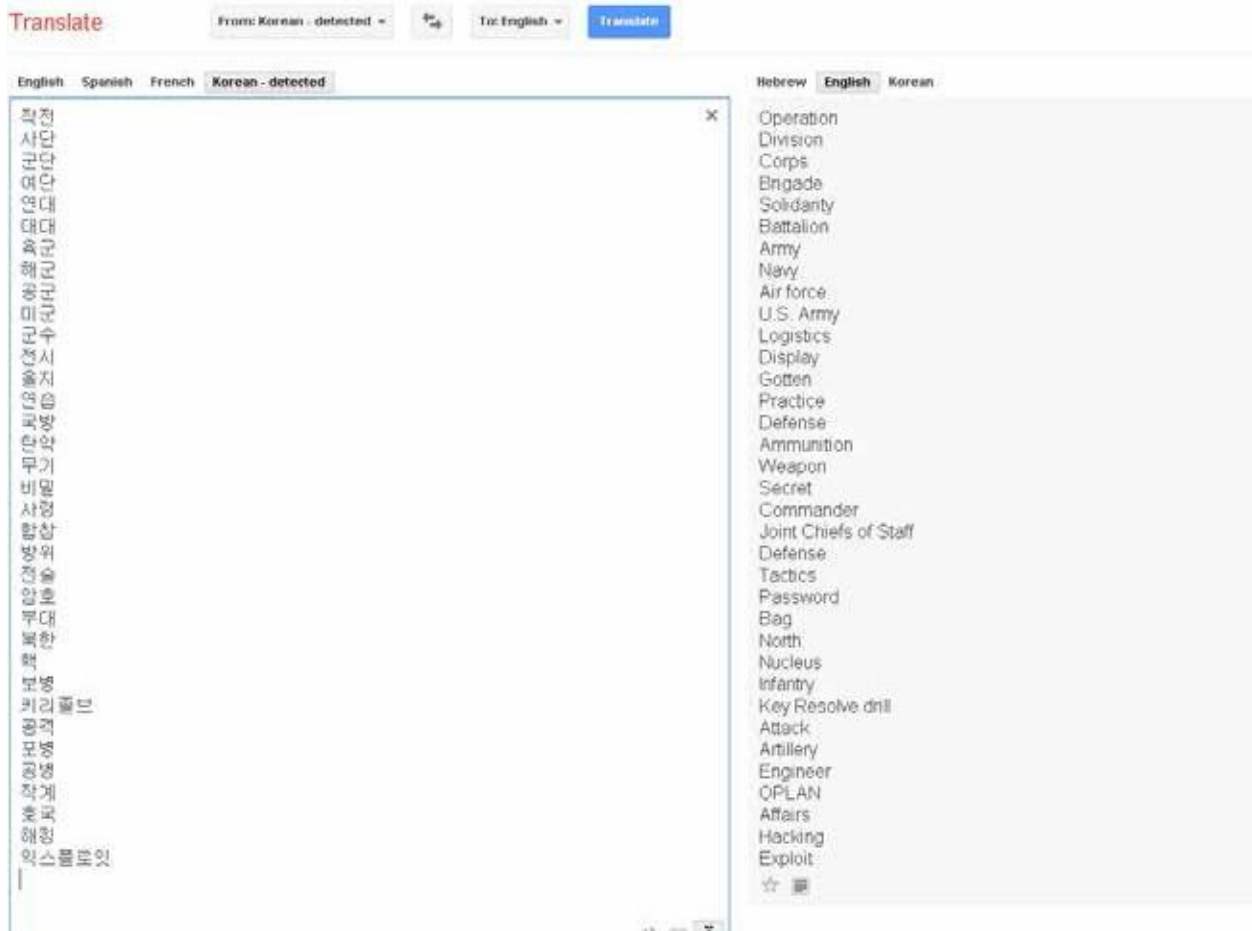 Translate From: Korean - detected To: English Translate
English Spanish French Korean - detected
작전
사단
군단
여단
연대
대대
육군
해군
공군
미군
군수
전시
을지
연습
국방
탄약
무기
비밀
사령
합참
방위
전술
암호
부대
북한
핵
보병
키리졸브
공격
포병
공병
작계
호국
해킹
익스플로잇
Hebrew English Korean
Operation
Division
Corps
Brigade
Solidarity
Battalion
Army
Navy
Air force
U.S. Army
Logistics
Display
Gotten
Practice
Defense
Ammunition
Weapon
Secret
Commander
Joint Chiefs of Staff
Defense
Tactics
Password
Bag
North
Nucleus
Infantry
Key Resolve drill
Attack
Artillery
Engineer
OPLAN
Affairs
Hacking
Exploit